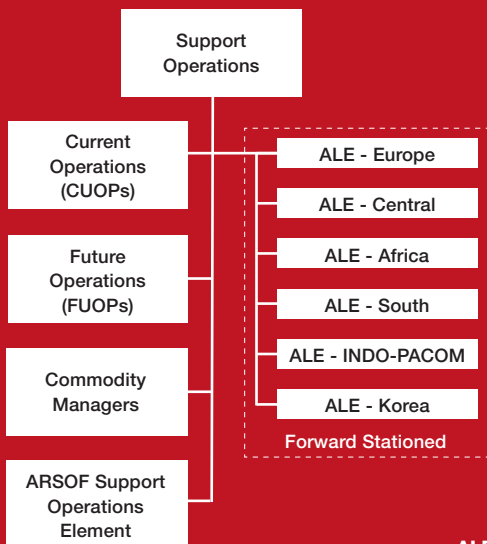 Support
Operations
Current
Operations
(CUOPs)
Future
Operations
(FUOPs)
Commodity
Managers
ARSOF Support
Operations
Element
ALE - Europe
ALE - Central
ALE - Africa
ALE - South
ALE - INDO-PACOM
ALE - Korea
Forward Stationed